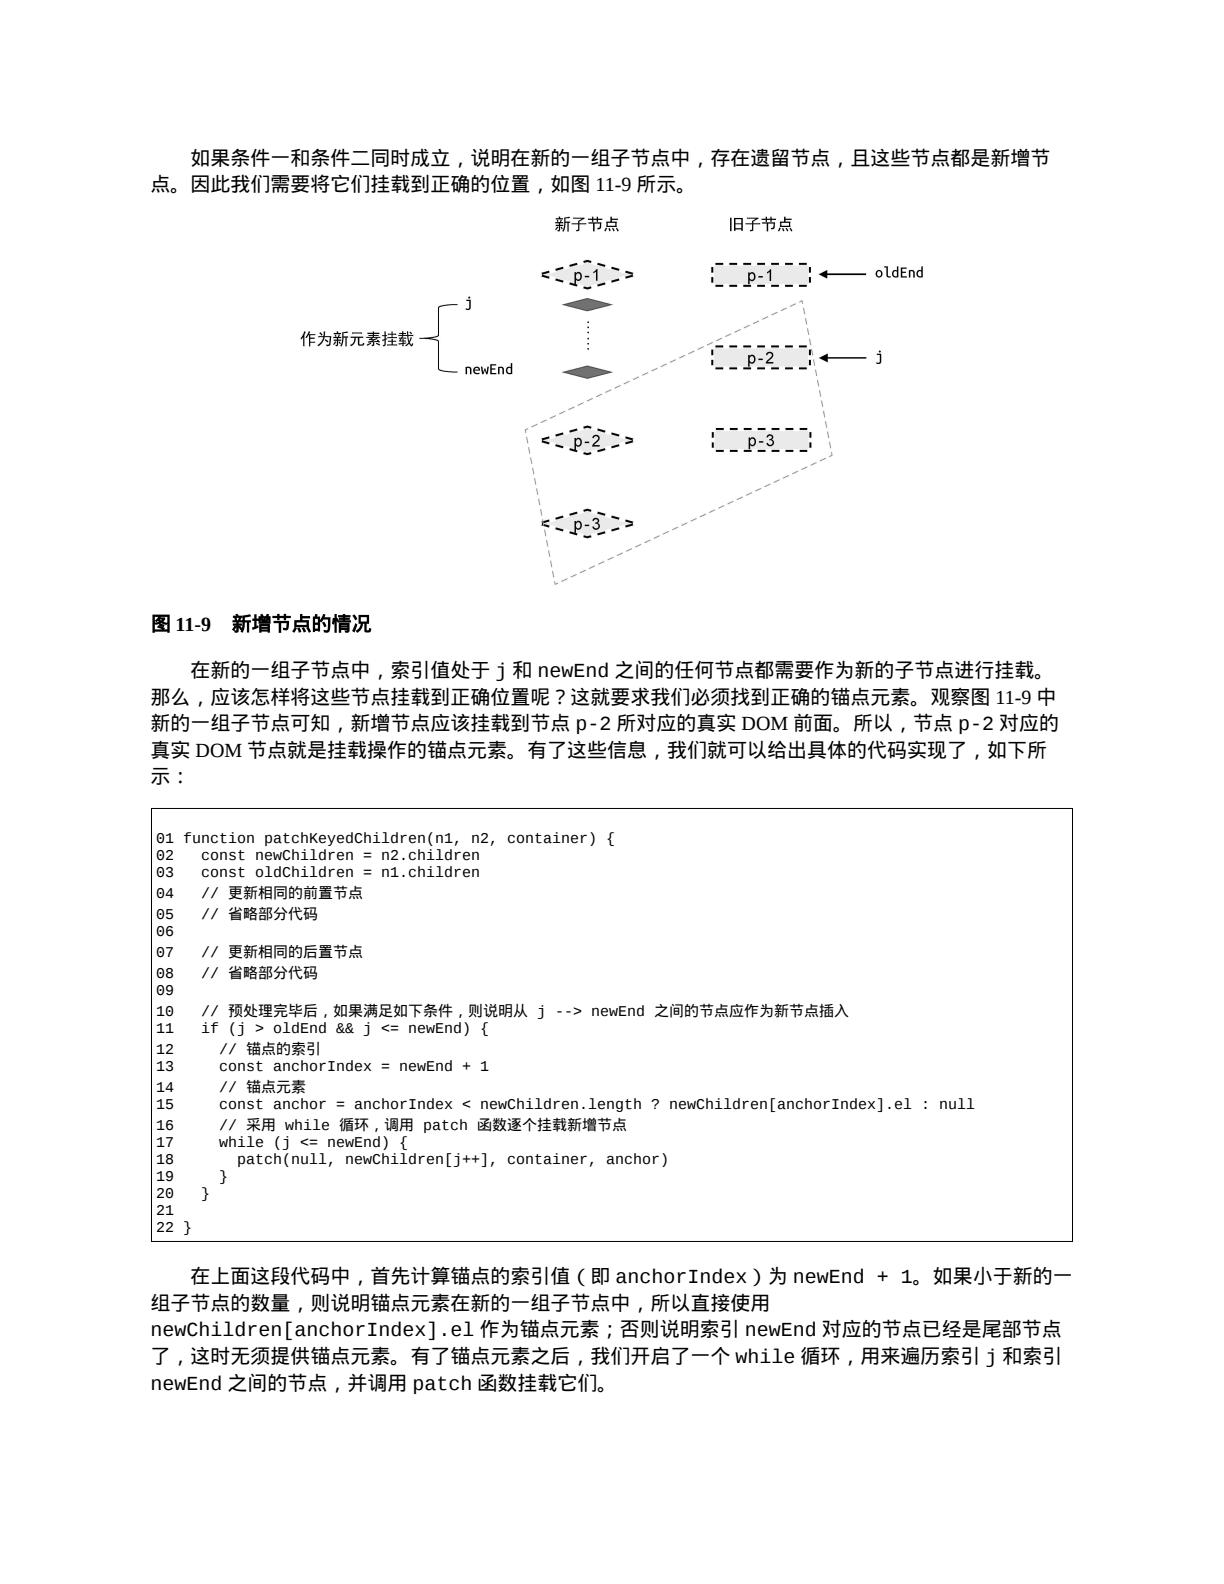 如果条件一和条件二同时成立，说明在新的一组子节点中，存在遗留节点，且这些节点都是新增节
点。因此我们需要将它们挂载到正确的位置，如图 11-9 所示。
新子节点 旧子节点
p-1 p-1 oldEnd
j
作为新元素挂载
p-2 j
newEnd
p-2 p-3
p-3
图 11-9　新增节点的情况
在新的一组子节点中，索引值处于 j 和 newEnd 之间的任何节点都需要作为新的子节点进行挂载。
那么，应该怎样将这些节点挂载到正确位置呢？这就要求我们必须找到正确的锚点元素。观察图 11-9 中
新的一组子节点可知，新增节点应该挂载到节点 p-2 所对应的真实 DOM 前面。所以，节点 p-2 对应的
真实 DOM 节点就是挂载操作的锚点元素。有了这些信息，我们就可以给出具体的代码实现了，如下所
示：
01 function patchKeyedChildren(n1, n2, container) {
02   const newChildren = n2.children
03   const oldChildren = n1.children
04   // 更新相同的前置节点
05   // 省略部分代码
06
07   // 更新相同的后置节点
08   // 省略部分代码
09
10   // 预处理完毕后，如果满足如下条件，则说明从 j --> newEnd 之间的节点应作为新节点插入
11   if (j > oldEnd && j <= newEnd) {
12     // 锚点的索引
13     const anchorIndex = newEnd + 1
14     // 锚点元素
15     const anchor = anchorIndex < newChildren.length ? newChildren[anchorIndex].el : null
16     // 采用 while 循环，调用 patch 函数逐个挂载新增节点
17     while (j <= newEnd) {
18       patch(null, newChildren[j++], container, anchor)
19     }
20   }
21
22 }
在上面这段代码中，首先计算锚点的索引值（即 anchorIndex）为 newEnd + 1。如果小于新的一
组子节点的数量，则说明锚点元素在新的一组子节点中，所以直接使用
newChildren[anchorIndex].el 作为锚点元素；否则说明索引 newEnd 对应的节点已经是尾部节点
了，这时无须提供锚点元素。有了锚点元素之后，我们开启了一个 while 循环，用来遍历索引 j 和索引
newEnd 之间的节点，并调用 patch 函数挂载它们。